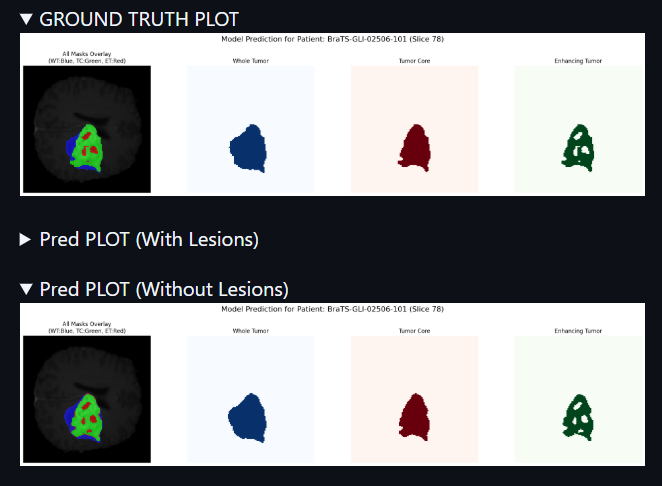 ▼ GROUND TRUTH PLOT
Model Prediction for Patient: BraTS-GLI-02506-101 (Slice 78)
All Masks Overlay
(WT:Blue, TC:Green, ET:Red)
Whole Tumor
Tumor Core
Enhancing Tumor
▶ Pred PLOT (With Lesions)
▼ Pred PLOT (Without Lesions)
Model Prediction for Patient: BraTS-GLI-02506-101 (Slice 78)
All Masks Overlay
(WT:Blue, TC:Green, ET:Red)
Whole Tumor
Tumor Core
Enhancing Tumor